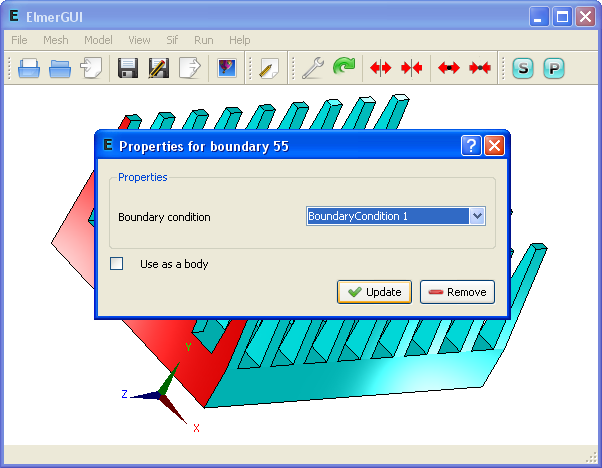 E ElmerGUI
File Mesh Model View Sif Run Help
S P
E Properties for boundary 55
Properties
Boundary condition BoundaryCondition 1
Use as a body
Update Remove
Y
Z
X